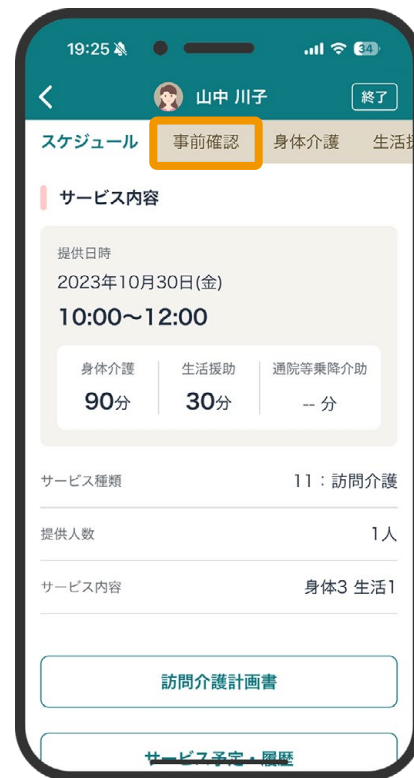 19:25
34
山中 川子
終了
スケジュール 事前確認 身体介護 生活
サービス内容
提供日時
2023年10月30日(金)
10:00〜12:00
身体介護 生活援助 通院等乗降介助
90分 30分 -- 分
サービス種類 11：訪問介護
提供人数 1人
サービス内容 身体3 生活1
訪問介護計画書
サービス予定・履歴